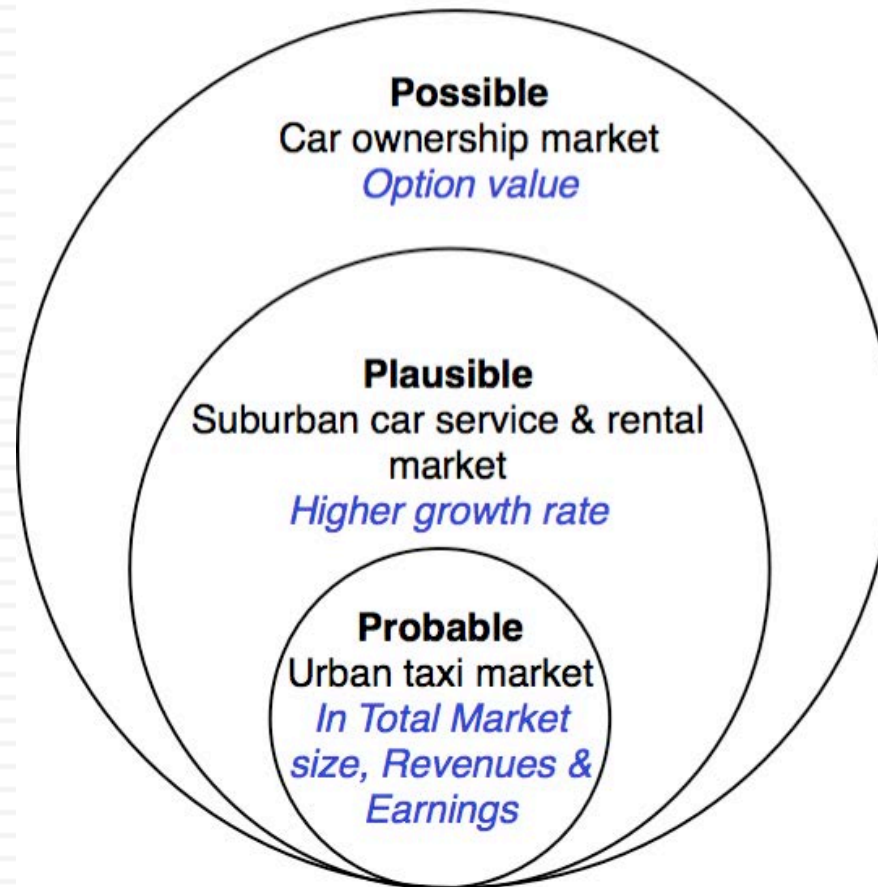 Possible
Car ownership market
Option value
Plausible
Suburban car service & rental
market
Higher growth rate
Probable
Urban taxi market
In Total Market
size, Revenues &
Earnings